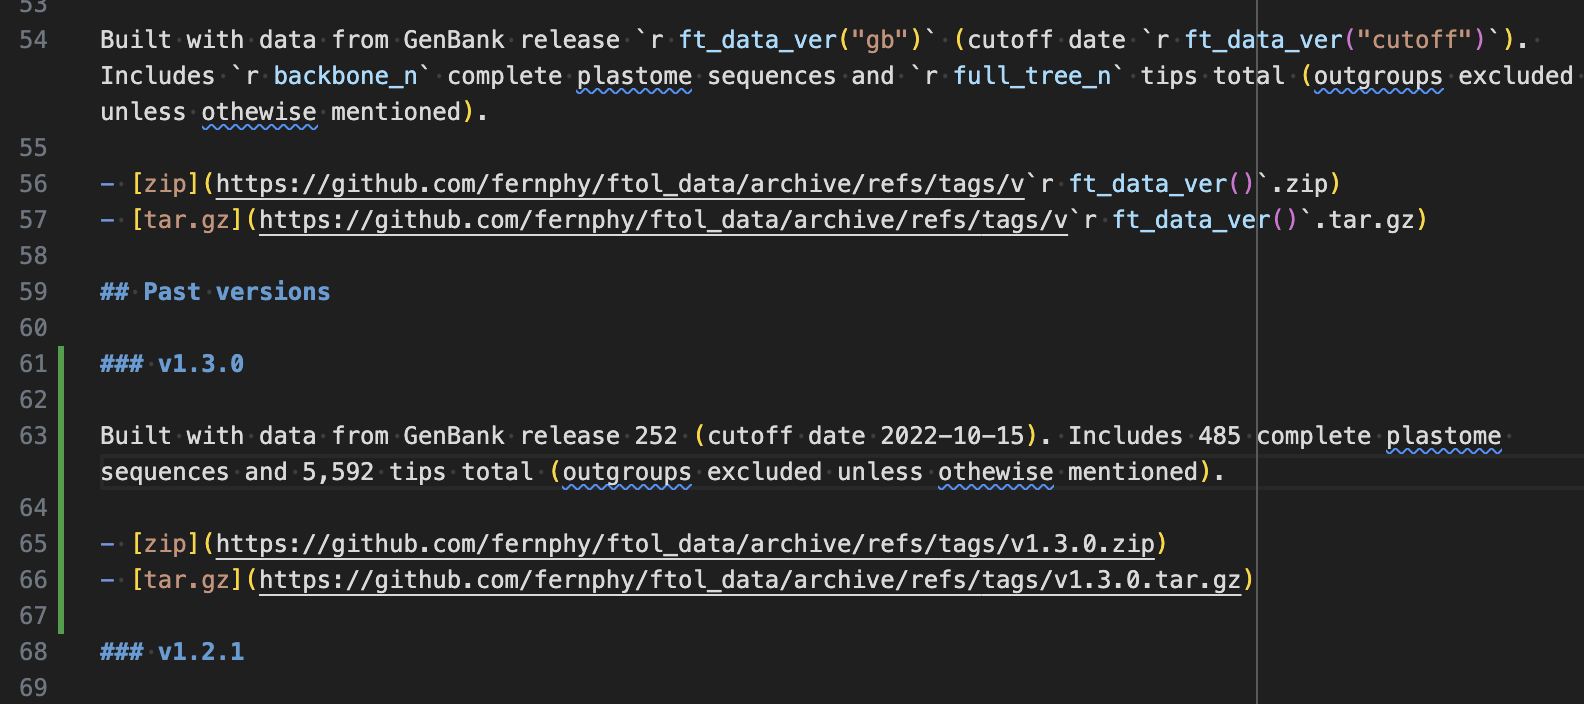 53
54 Built with data from GenBank release `r ft_data_ver("gb")` (cutoff date `r ft_data_ver("cutoff")`).
Includes `r backbone_n` complete plastome sequences and `r full_tree_n` tips total (outgroups excluded
unless othewise mentioned).
55
56 - [zip](https://github.com/fernphy/ftol_data/archive/refs/tags/v`r ft_data_ver()`.zip)
57 - [tar.gz](https://github.com/fernphy/ftol_data/archive/refs/tags/v`r ft_data_ver()`.tar.gz)
58
59 ## Past versions
60
61 ### v1.3.0
62
63 Built with data from GenBank release 252 (cutoff date 2022-10-15). Includes 485 complete plastome
sequences and 5,592 tips total (outgroups excluded unless othewise mentioned).
64
65 - [zip](https://github.com/fernphy/ftol_data/archive/refs/tags/v1.3.0.zip)
66 - [tar.gz](https://github.com/fernphy/ftol_data/archive/refs/tags/v1.3.0.tar.gz)
67
68 ### v1.2.1
69